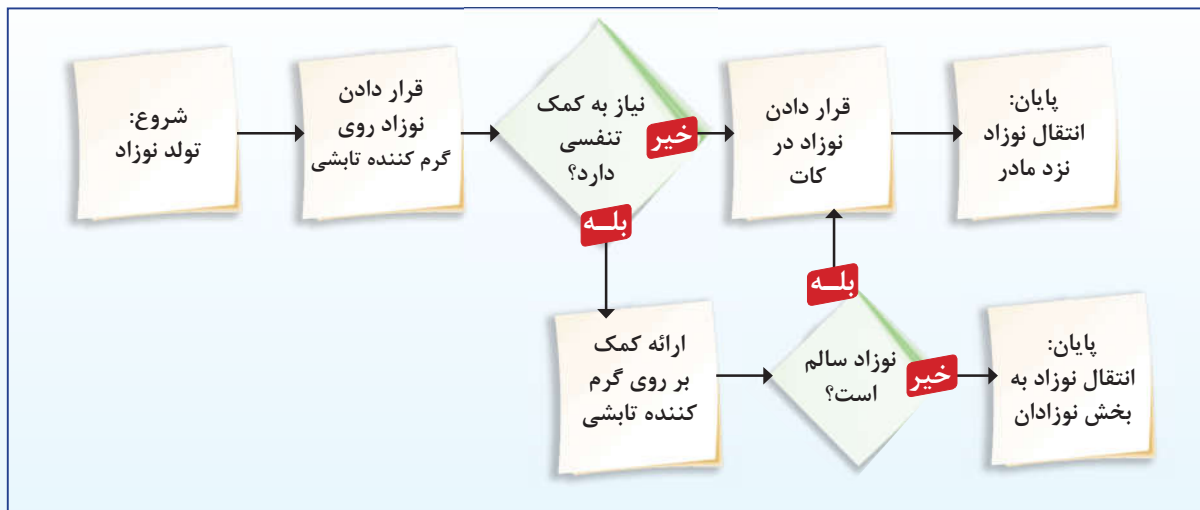 شروع:
تولد نوزاد
قرار دادن
نوزاد روی
گرم کننده تابشی
نیاز به کمک
تنفسی
دارد؟
خیر
بلــه
قرار دادن
نوزاد در
کات
پایان:
انتقال نوزاد
نزد مادر
ارائه کمک
بر روی گرم
کننده تابشی
نوزاد سالم
است؟
بلــه
خیر
پایان:
انتقال نوزاد به
بخش نوزادان